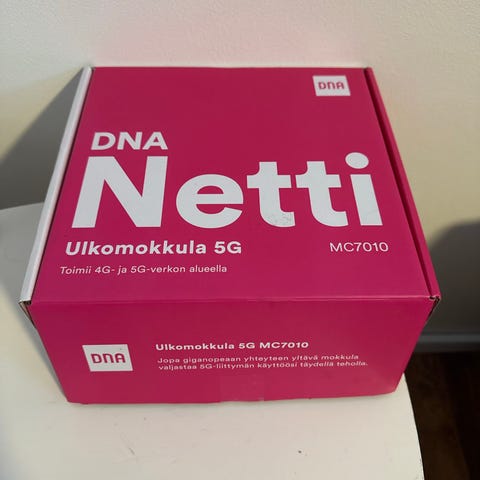 DNA
DNA
Netti
Ulkomokkula 5G
MC7010
Toimii 4G- ja 5G-verkon alueella
DNA
Ulkomokkula 5G MC7010
Jopa giganopeaan yhteyteen yltävä mokkula
valjastaa 5G-liittymän käyttöösi täydellä teholla.